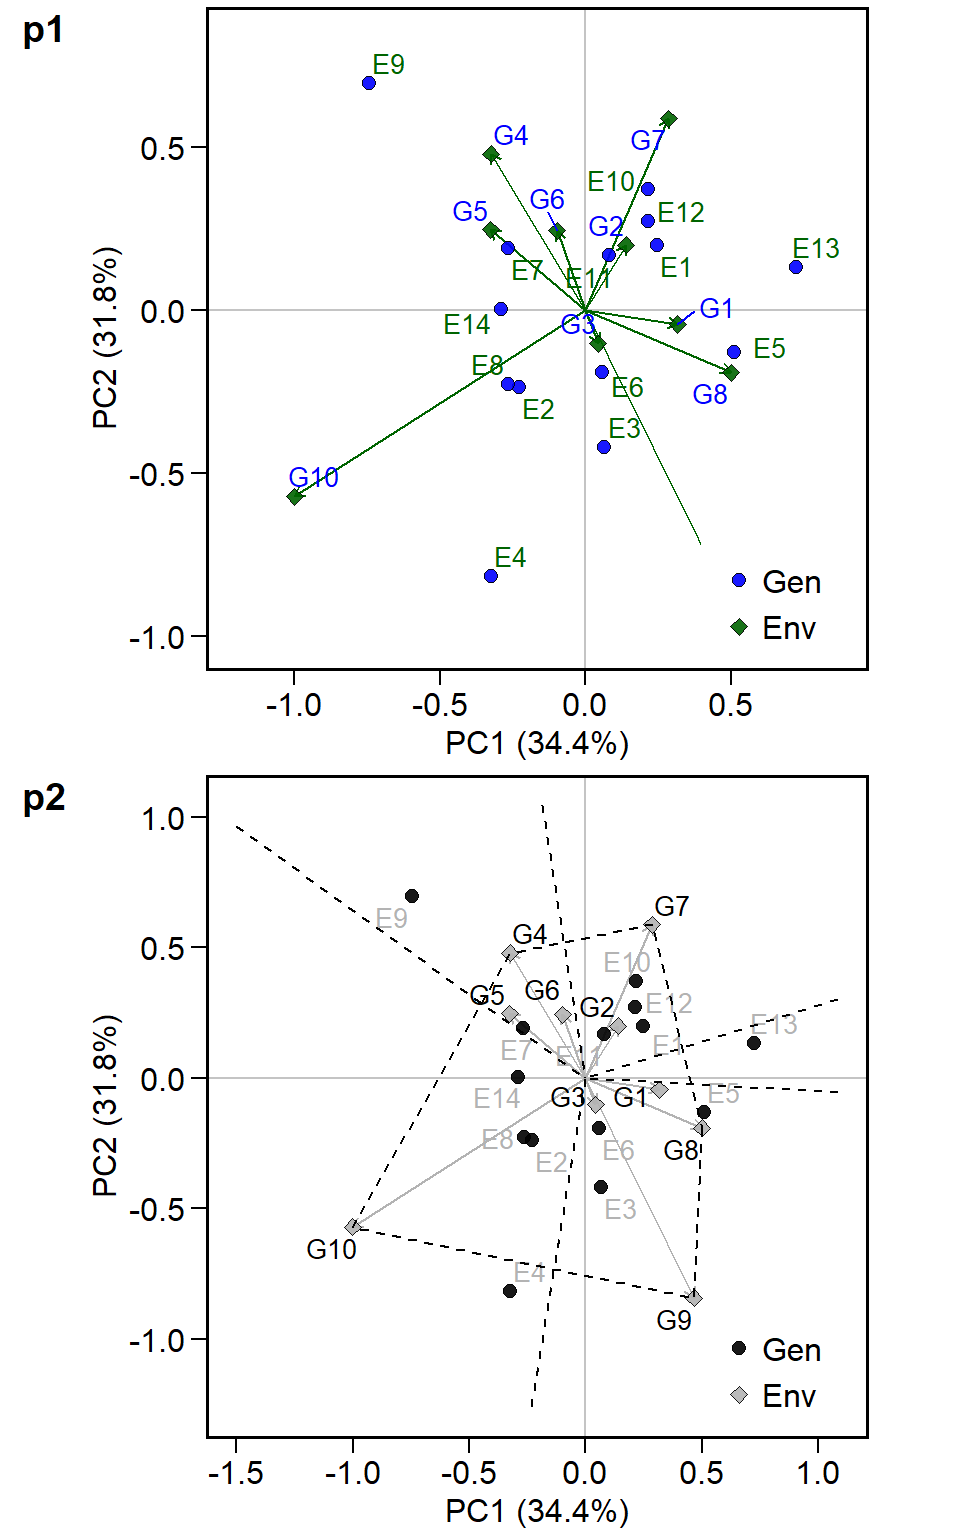 p1
E9
G4
G7
0.5
E10
G6
G5
E12
G2
E13
E1
E7
E11
0.0
G1
G3
E14
E5
E8
E6
G8
E2
E3
G10
-0.5
E4
Gen
Env
-1.0
-1.0 -0.5 0.0 0.5
PC1 (34.4%)
PC2 (31.8%)
p2
1.0
G7
E9
G4
0.5
E10
G5
G6
E12
G2
E13
E7
E11
E1
0.0
E14
G3
G1
E5
E8
E2
E6
G8
-0.5
E3
G10
E4
G9
-1.0
Gen
Env
-1.5 -1.0 -0.5 0.0 0.5 1.0
PC1 (34.4%)
PC2 (31.8%)